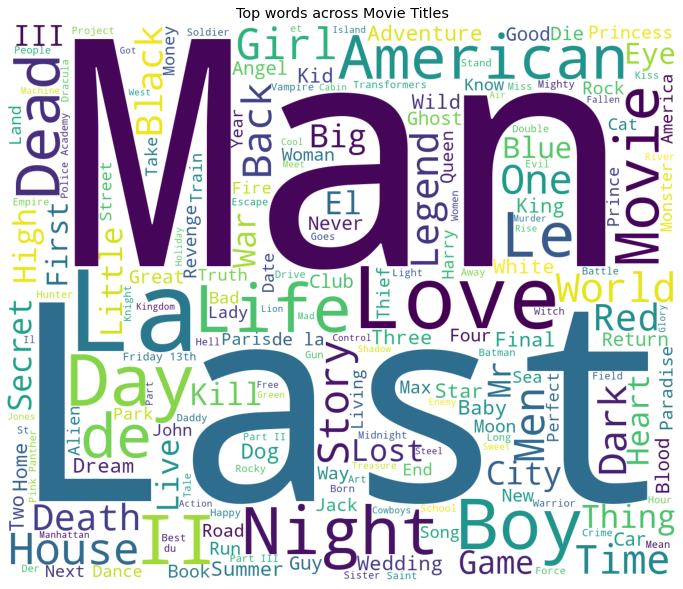 Top words across Movie Titles
III
Project
Got
Soldier
et
Island
People
Dead
Man
Girl
American
Adventure
Good
Die
Princess
Eye
Black
Money
Angel
Kid
Know
Rock
Stand
Kiss
Land
Machine
Dracula
West
Take
Back
Vampire
Cabin
Transformers
Miss
Mighty
Fallen
Air
Wild
Cat
America
Police Academy
Street
Year
Big
Ghost
Queen
Legend
Blue
Double
Evil
Movie
Empire
High
First
Train
Revenge
Woman
Cool
Meet
Fire
Escape
El
Never
Goes
War
Women
Harry
One
King
Le
Murder
Rise
Prince
Monster
River
Little
Holiday
Great
Truth
Date
Drive
Club
Light
Thief
Away
White
Battle
World
Hunter
Knight
La
Bad
Life
Lady
Lion
Mad
Love
Witch
Kingdom
Secret
Il
Friday 13th
Hell
Parisde la
Gun
Control
Shadow
Three
Four
Batman
Final
Red
Return
Glory
Day
Part
Kill
Free
Green
Story
Living
Max
Star
Enemy
Mr
Sea
Perfect
Men
Field
Dark
Heart
Paradise
Jones
St
Home
Pink Panther
Alien
Park
de
Daddy
John
Part II
Dog
Rocky
Midnight
Baby
Moon
Long
Sweet
Last
Two
Dream
Tale
Live
Lost
Steel
Treasure
Way
Art
End
City
New
Warrior
Blood
Hour
Death
II
Action
Happy
Born
Jack
Cowboys
School
Song
Night
Boy
Thing
Manhattan
House
Best
du
Road
Run
Part III
Guy
Wedding
Game
Crime
Car
Mean
Time
Der
Next
Dance
Book
Summer
Sister
Saint
Force